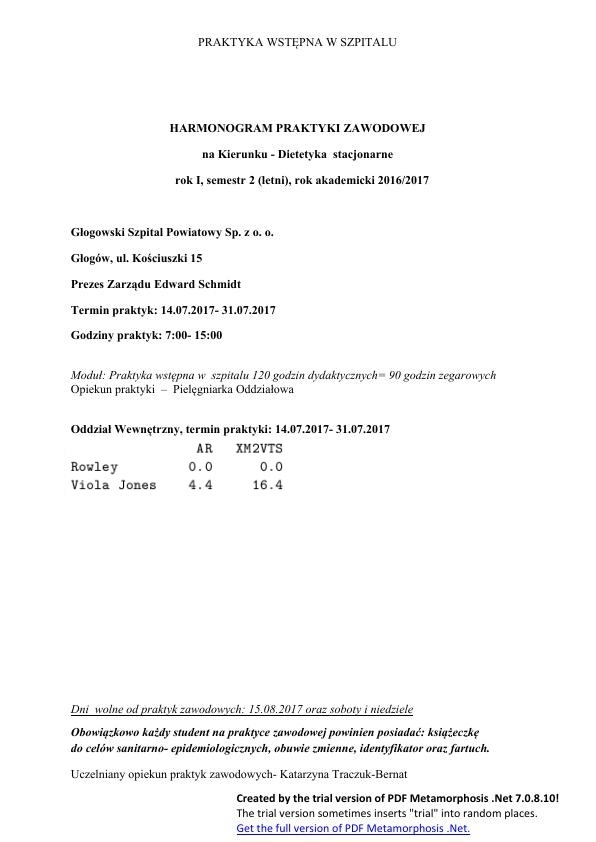 PRAKTYKA WSTĘPNA W SZPITALU
HARMONOGRAM PRAKTYKI ZAWODOWEJ
na Kierunku - Dietetyka stacjonarne
rok I, semestr 2 (letni), rok akademicki 2016/2017
Głogowski Szpital Powiatowy Sp. z o. o.
Głogów, ul. Kościuszki 15
Prezes Zarządu Edward Schmidt
Termin praktyk: 14.07.2017- 31.07.2017
Godziny praktyk: 7:00- 15:00
Moduł: Praktyka wstępna w szpitalu 120 godzin dydaktycznych= 90 godzin zegarowych
Opiekun praktyki – Pielęgniarka Oddziałowa
Oddział Wewnętrzny, termin praktyki: 14.07.2017- 31.07.2017
AR XM2VTS
Rowley 0.0 0.0
Viola Jones 4.4 16.4
Dni wolne od praktyk zawodowych: 15.08.2017 oraz soboty i niedziele
Obowiązkowo każdy student na praktyce zawodowej powinien posiadać: książeczkę
do celów sanitarno- epidemiologicznych, obuwie zmienne, identyfikator oraz fartuch.
Uczelniany opiekun praktyk zawodowych- Katarzyna Traczuk-Bernat
Created by the trial version of PDF Metamorphosis .Net 7.0.8.10!
The trial version sometimes inserts "trial" into random places.
Get the full version of PDF Metamorphosis .Net.